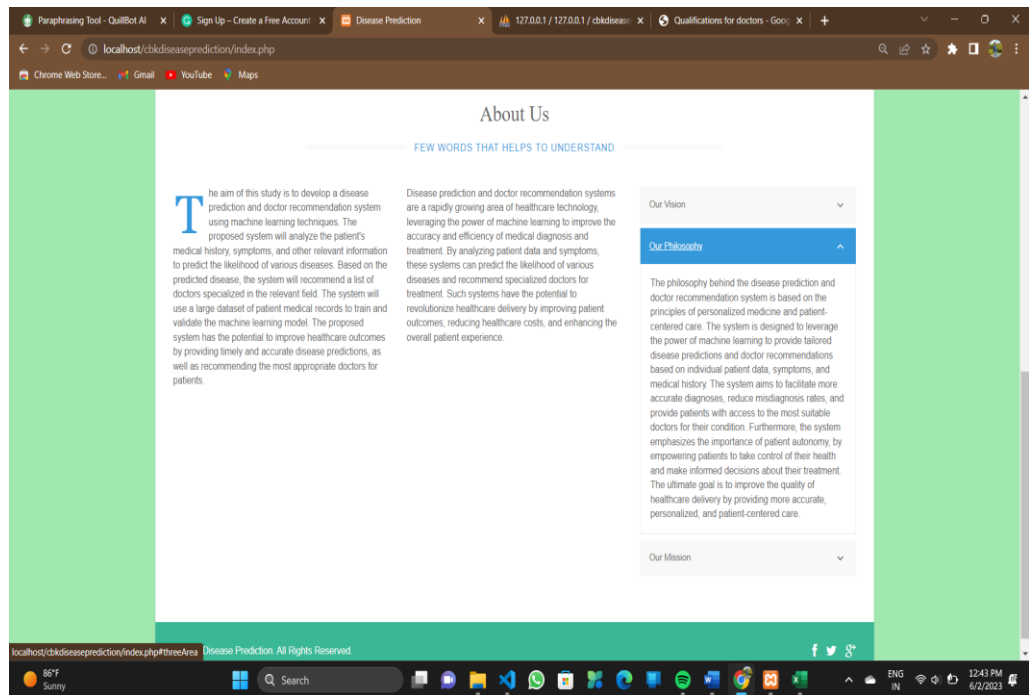 Paraphrasing Tool - QuillBot AI
Sign Up – Create a Free Account
Disease Prediction
127.0.0.1 / 127.0.0.1 / cbkdisease
Qualifications for doctors - Goog
localhost/cbkdiseaseprediction/index.php
Chrome Web Store...
Gmail
YouTube
Maps
About Us
FEW WORDS THAT HELPS TO UNDERSTAND
The aim of this study is to develop a disease
prediction and doctor recommendation system
using machine learning techniques. The
proposed system will analyze the patient's
medical history, symptoms, and other relevant information
to predict the likelihood of various diseases. Based on the
predicted disease, the system will recommend a list of
doctors specialized in the relevant field. The system will
use a large dataset of patient medical records to train and
validate the machine learning model. The proposed
system has the potential to improve healthcare outcomes
by providing timely and accurate disease predictions, as
well as recommending the most appropriate doctors for
patients.
Disease prediction and doctor recommendation systems
are a rapidly growing area of healthcare technology,
leveraging the power of machine learning to improve the
accuracy and efficiency of medical diagnosis and
treatment. By analyzing patient data and symptoms,
these systems can predict the likelihood of various
diseases and recommend specialized doctors for
treatment. Such systems have the potential to
revolutionize healthcare delivery by improving patient
outcomes, reducing healthcare costs, and enhancing the
overall patient experience.
Our Vision
Our Philosophy
The philosophy behind the disease prediction and
doctor recommendation system is based on the
principles of personalized medicine and patient-
centered care. The system is designed to leverage
the power of machine learning to provide tailored
disease predictions and doctor recommendations
based on individual patient data, symptoms, and
medical history. The system aims to facilitate more
accurate diagnoses, reduce misdiagnosis rates, and
provide patients with access to the most suitable
doctors for their condition. Furthermore, the system
emphasizes the importance of patient autonomy, by
empowering patients to take control of their health
and make informed decisions about their treatment.
The ultimate goal is to improve the quality of
healthcare delivery by providing more accurate,
personalized, and patient-centered care.
Our Mission
localhost/cbkdiseaseprediction/index.php#threeArea
Disease Prediction. All Rights Reserved.
86°F
Sunny
Search
ENG
IN
12:43 PM
6/2/2023